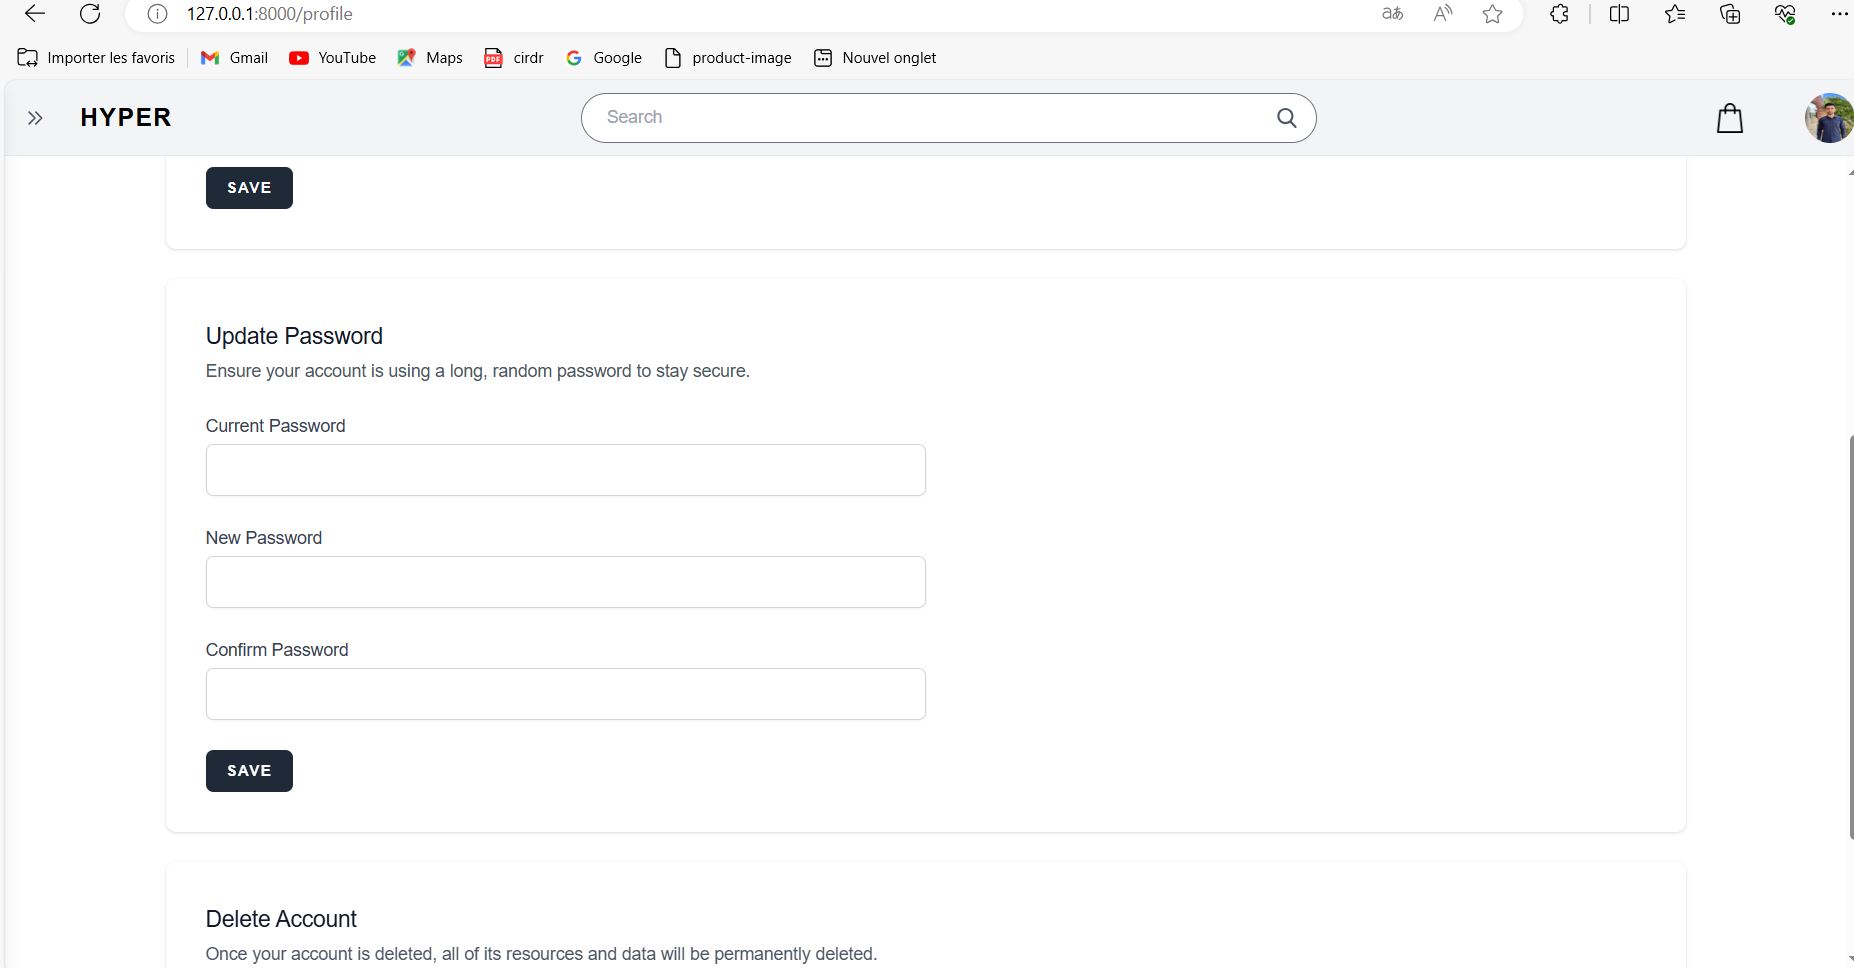 127.0.0.1:8000/profile
aあ
A
Importer les favoris Gmail YouTube Maps PDF cirdr Google product-image Nouvel onglet
HYPER Search
SAVE
Update Password
Ensure your account is using a long, random password to stay secure.
Current Password
New Password
Confirm Password
SAVE
Delete Account
Once your account is deleted, all of its resources and data will be permanently deleted.